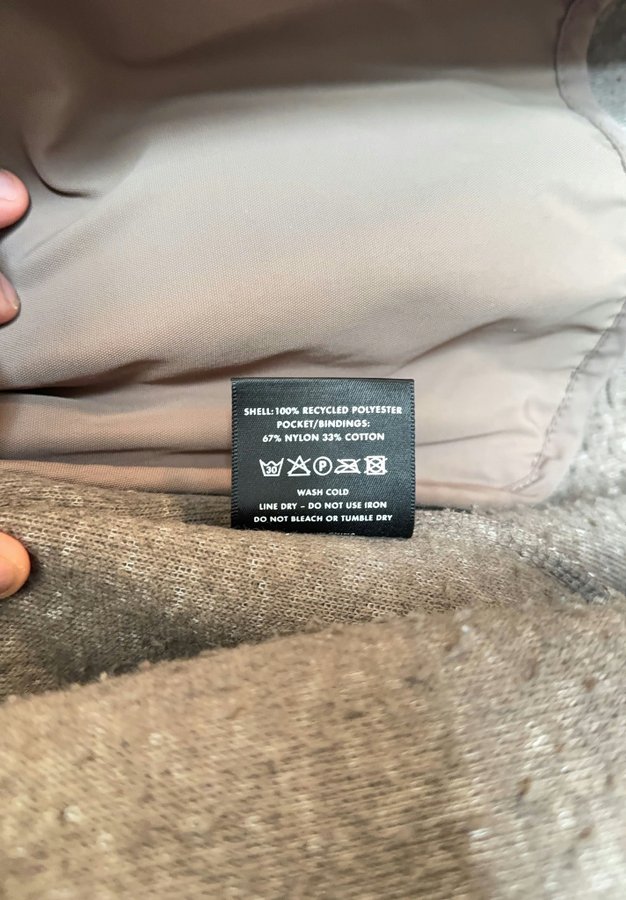 SHELL: 100% RECYCLED POLYESTER
POCKET/BINDINGS:
67% NYLON 33% COTTON
30 P
WASH COLD
LINE DRY – DO NOT USE IRON
DO NOT BLEACH OR TUMBLE DRY